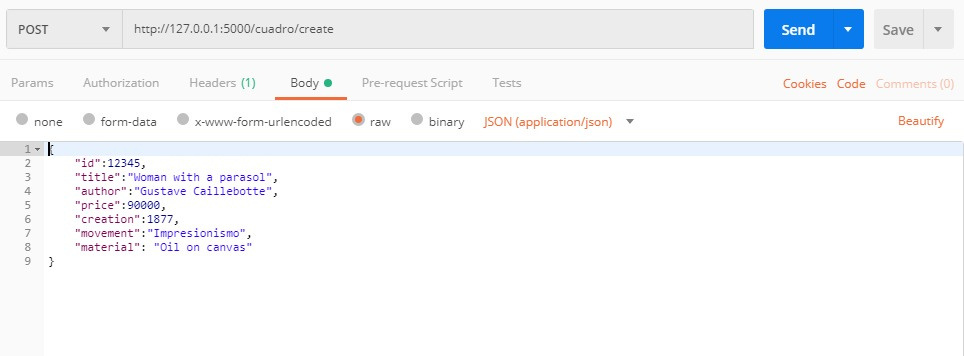 POST http://127.0.0.1:5000/cuadro/create Send Save
Params Authorization Headers (1) Body Pre-request Script Tests Cookies Code Comments (0)
none form-data x-www-form-urlencoded raw binary JSON (application/json) Beautify
1 {
2 "id":12345,
3 "title":"Woman with a parasol",
4 "author":"Gustave Caillebotte",
5 "price":90000,
6 "creation":1877,
7 "movement":"Impresionismo",
8 "material": "Oil on canvas"
9 }